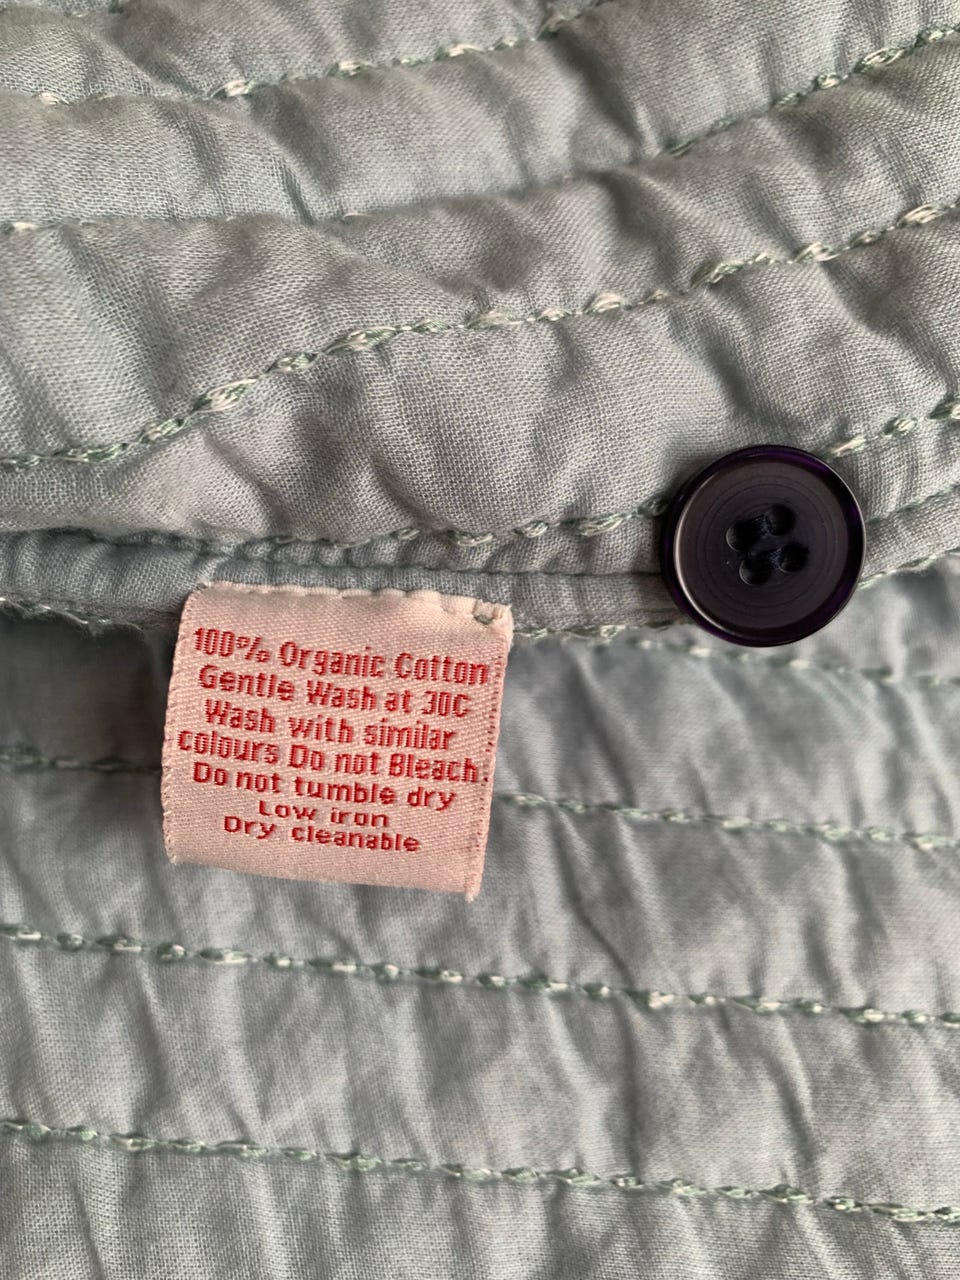 100% Organic Cotton
Gentle Wash at 30C
Wash with similar
colours Do not Bleach
Do not tumble dry
Low iron
Dry cleanable